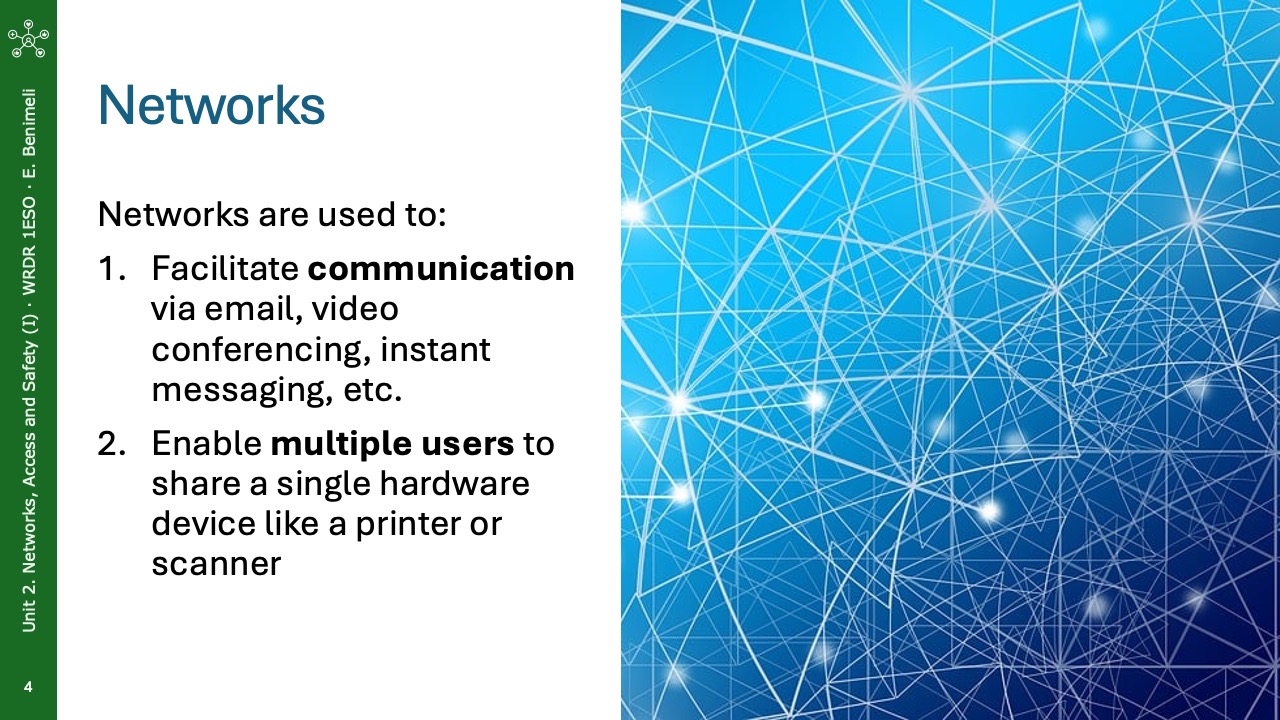 Networks
Networks are used to:
1. Facilitate communication
via email, video
conferencing, instant
messaging, etc.
2. Enable multiple users to
share a single hardware
device like a printer or
scanner
Unit 2. Networks, Access and Safety (I) · WRDR 1ESO · E. Benimeli
4